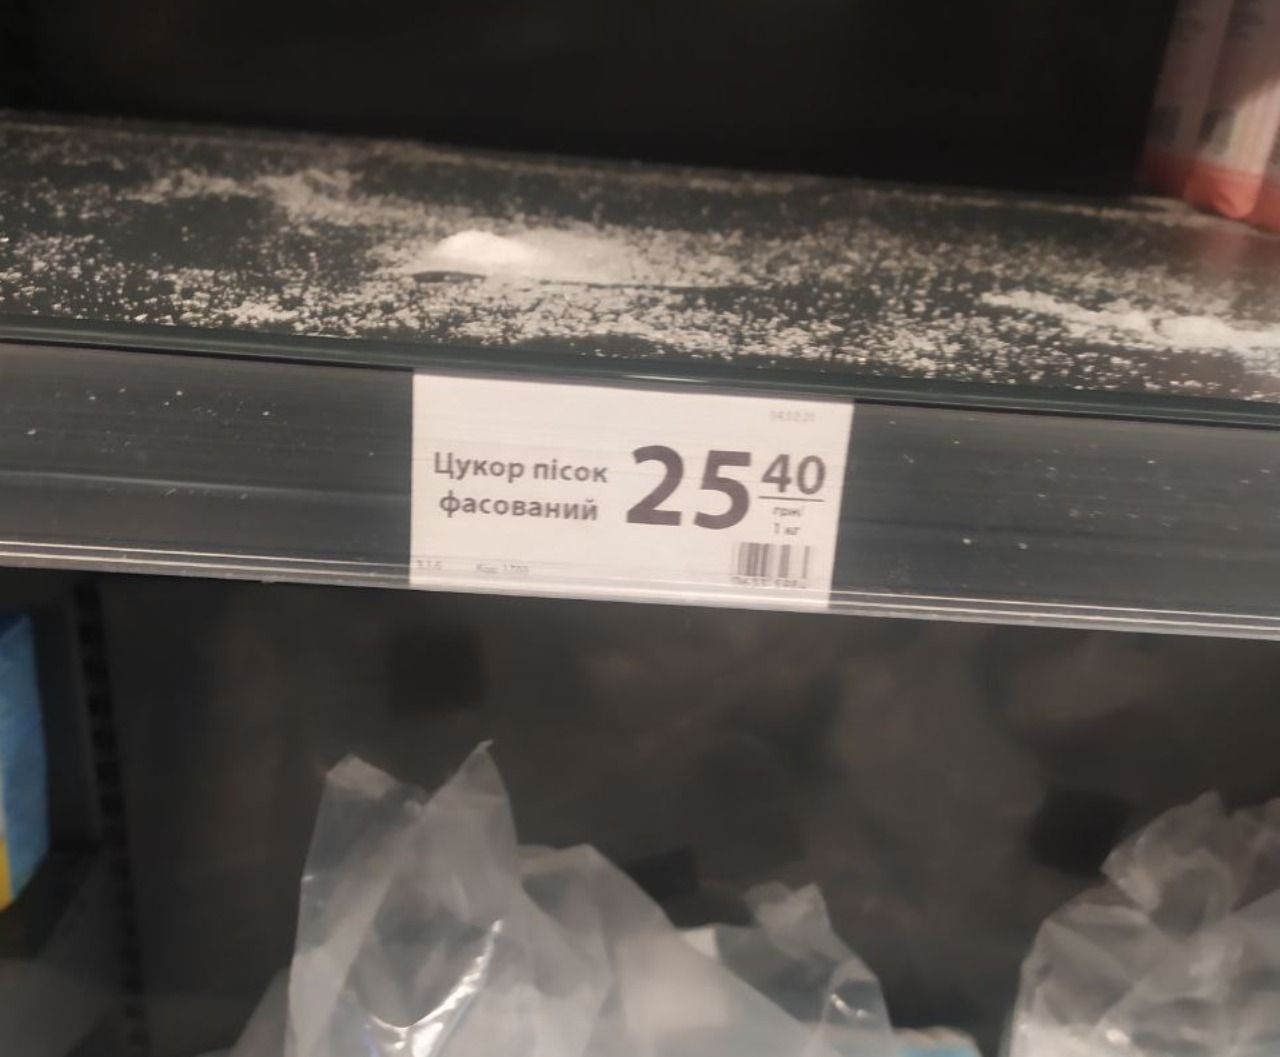 Цукор пісок
фасований
25 40
грн/
1 кг